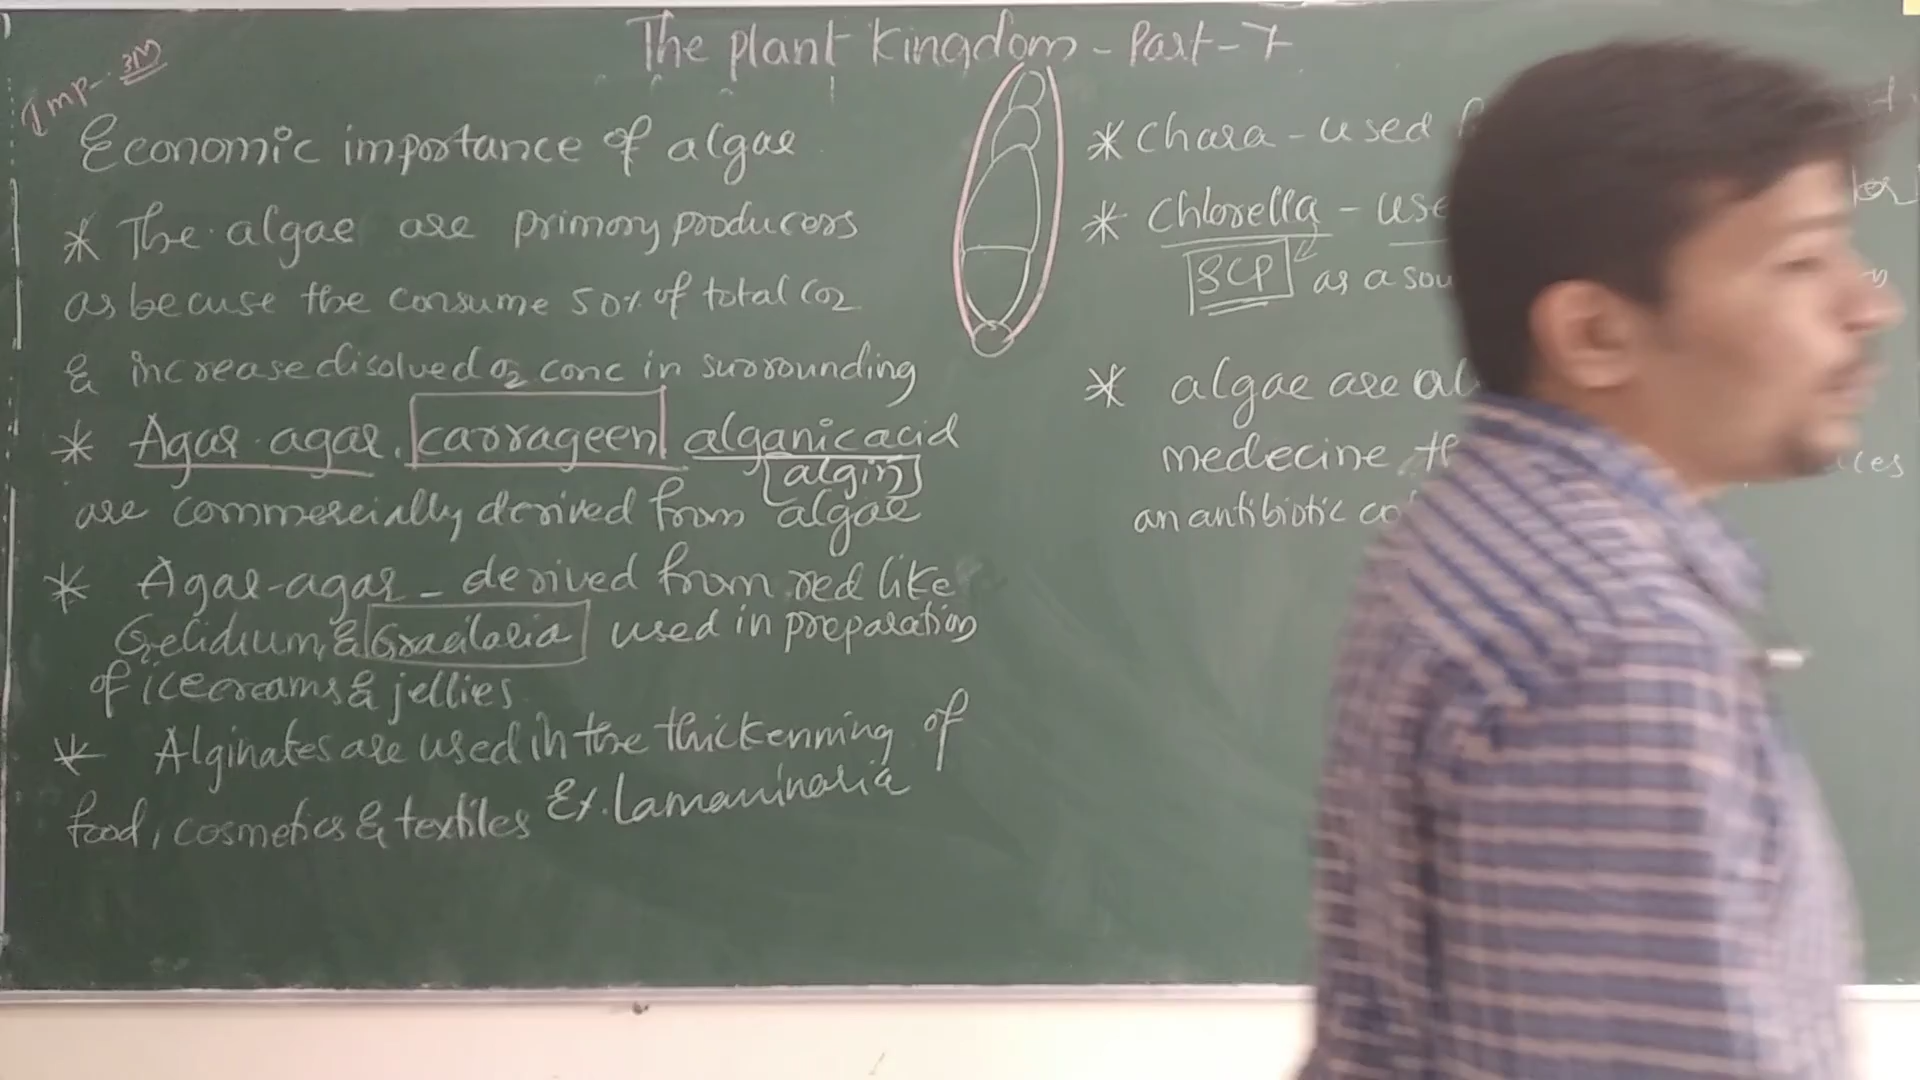 The plant Kingdom - Part-7
Imp- 3M
Economic importance of algae
* The algae are primory producers
as becuse the consume 50% of total CO2
& increase disolved O2 conc in surrounding
* Agar-agar, carrageen alganic acid
[algin]
are commercially derived from algae
* Agar-agar - derived from red like
Gelidium, & Gracilaria used in preparation
of icecreams & jellies
* Alginates are used in the thickenning of
food, cosmetics & textiles Ex. Lamaninaria
* Chara - used
* Chlorella - use
SCP as a sou
* algae are al
medecine th
an antibiotic co